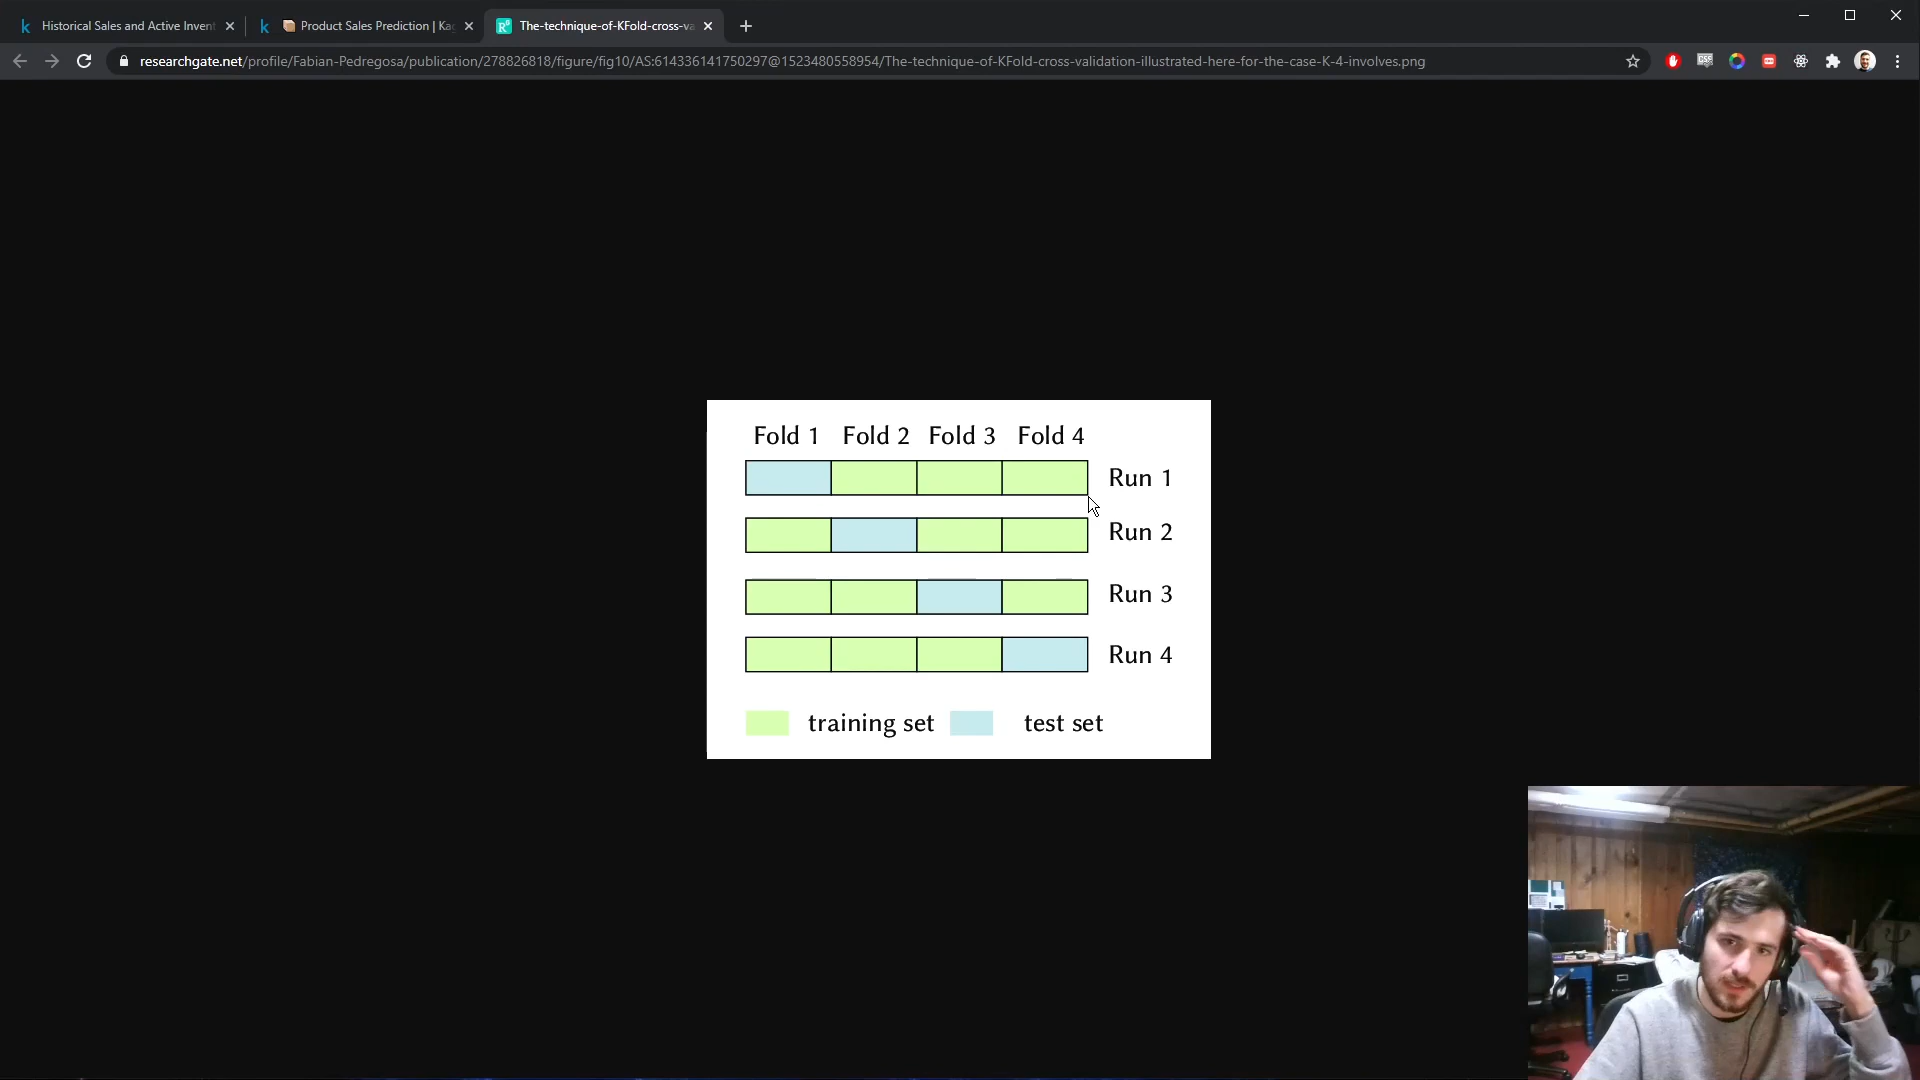 Historical Sales and Active Invent
Product Sales Prediction | Kag
The-technique-of-KFold-cross-va
researchgate.net/profile/Fabian-Pedregosa/publication/278826818/figure/fig10/AS:614336141750297@1523480558954/The-technique-of-KFold-cross-validation-illustrated-here-for-the-case-K-4-involves.png
Fold 1 Fold 2 Fold 3 Fold 4
Run 1
Run 2
Run 3
Run 4
training set test set